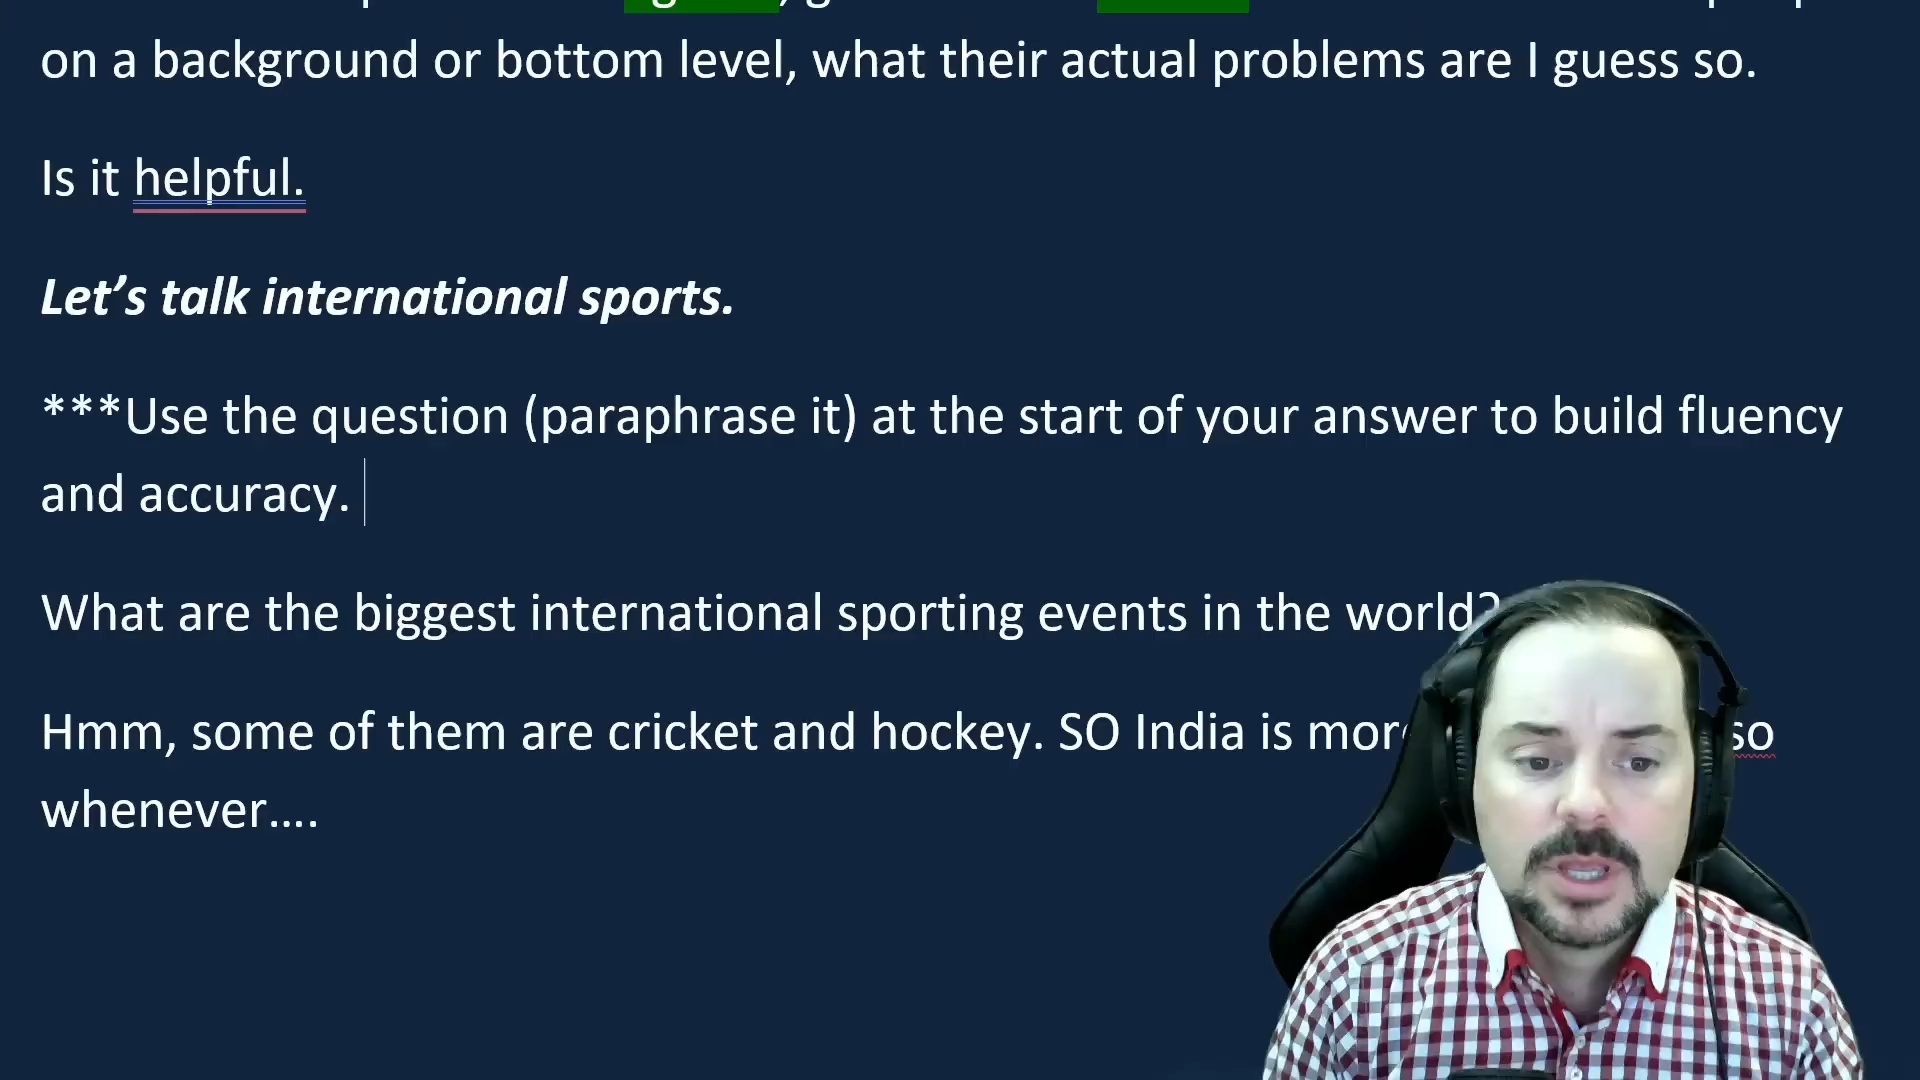 on a background or bottom level, what their actual problems are I guess so.
Is it helpful.
Let’s talk international sports.
***Use the question (paraphrase it) at the start of your answer to build fluency
and accuracy.
What are the biggest international sporting events in the world?
Hmm, some of them are cricket and hockey. SO India is more so
whenever....